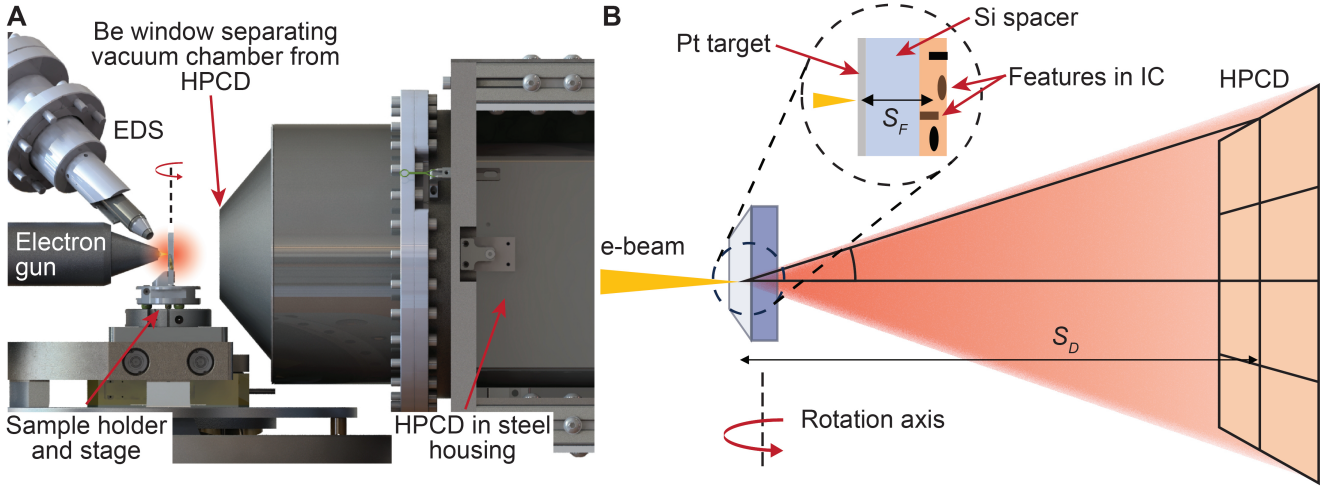 A
Be window separating
vacuum chamber from
HPCD
EDS
Electron
gun
Sample holder
and stage
HPCD in steel
housing
B
Si spacer
Pt target
Features in IC
S_F
HPCD
e-beam
S_D
Rotation axis